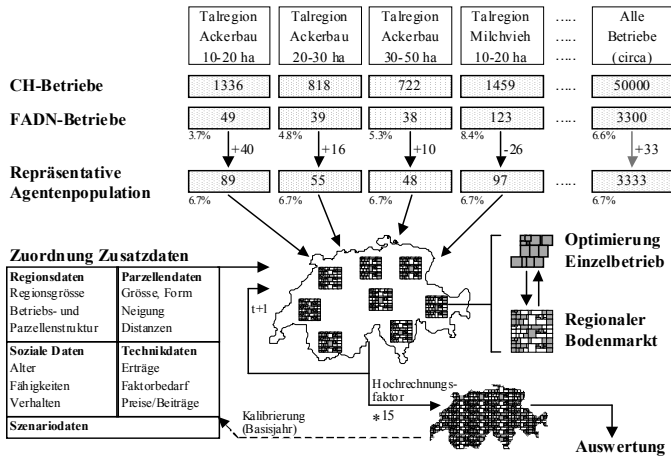 Talregion
Ackerbau
10-20 ha
Talregion
Ackerbau
20-30 ha
Talregion
Ackerbau
30-50 ha
Talregion
Milchvieh
10-20 ha
.....
.....
.....
Alle
Betriebe
(circa)
CH-Betriebe
1336
818
722
1459
.....
50000
FADN-Betriebe
49
39
38
123
.....
3300
3.7%
4.8%
5.3%
8.4%
6.6%
+40
+16
+10
-26
+33
Repräsentative
Agentenpopulation
89
55
48
97
.....
3333
6.7%
6.7%
6.7%
6.7%
6.7%
Zuordnung Zusatzdaten
Regionsdaten
Regionsgrösse
Betriebs- und
Parzellenstruktur
Parzellendaten
Grösse, Form
Neigung
Distanzen
Soziale Daten
Alter
Fähigkeiten
Verhalten
Technikdaten
Erträge
Faktorbedarf
Preise/Beiträge
Szenariodaten
t+1
Optimierung
Einzelbetrieb
Regionaler
Bodenmarkt
Hochrechnungs-
faktor
* 15
Kalibrierung
(Basisjahr)
Auswertung